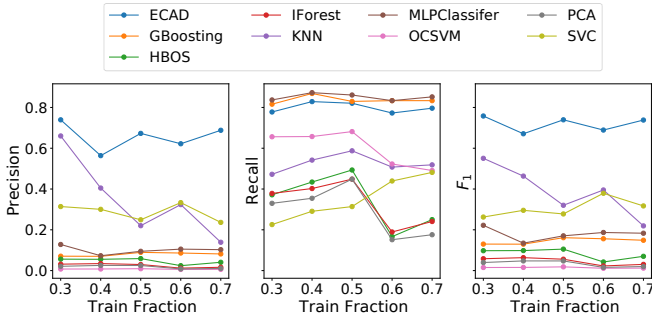 ECAD IForest MLPClassifer PCA
GBoosting KNN OCSVM SVC
HBOS
Precision
0.8
0.6
0.4
0.2
0.0
0.3 0.4 0.5 0.6 0.7
Train Fraction
Recall
0.3 0.4 0.5 0.6 0.7
Train Fraction
F1
0.3 0.4 0.5 0.6 0.7
Train Fraction